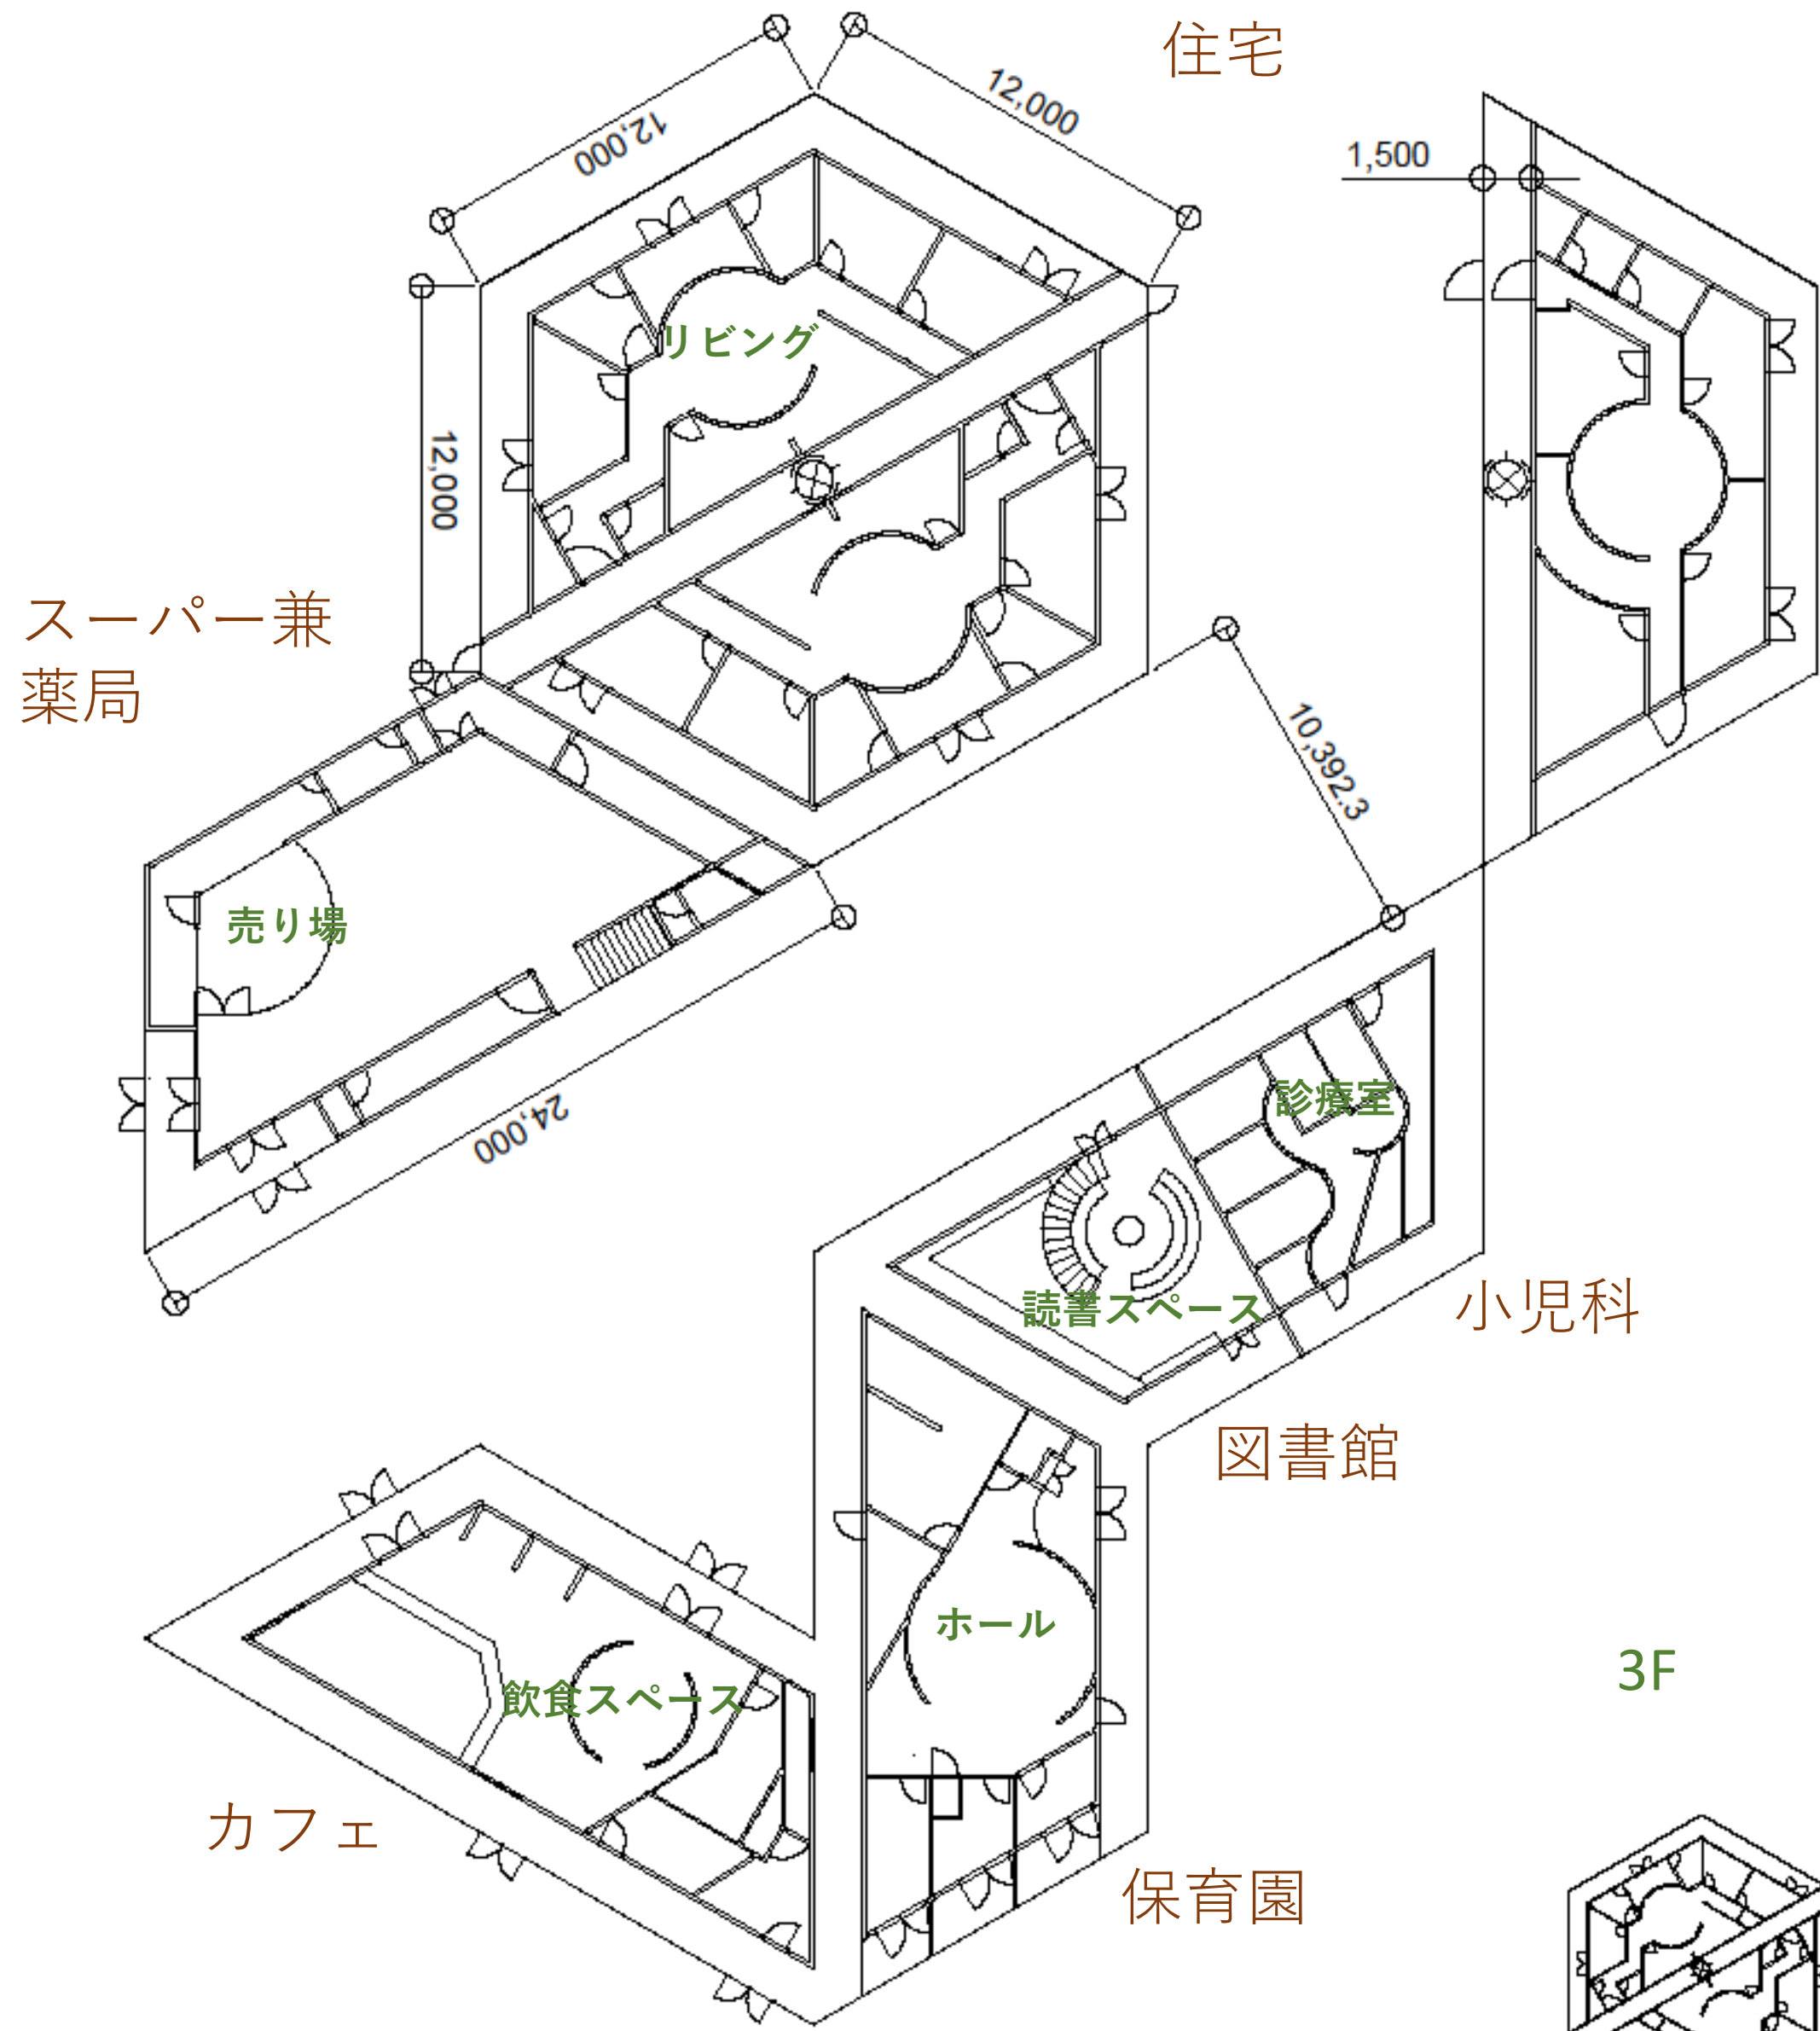 住宅
12,000
12,000
1,500
リビング
12,000
スーパー兼
薬局
10,392.3
売り場
診療室
24,000
読書スペース
小児科
図書館
ホール
3F
飲食スペース
カフェ
保育園